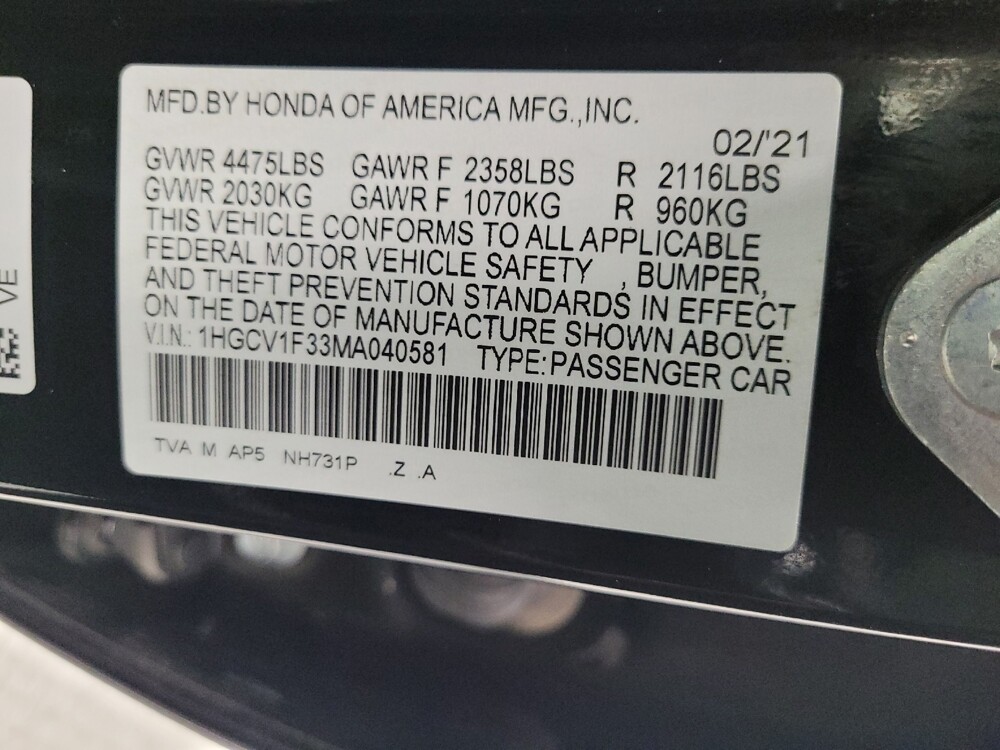 MFD.BY HONDA OF AMERICA MFG.,INC.
02/'21
GVWR 4475LBS GAWR F 2358LBS R 2116LBS
GVWR 2030KG GAWR F 1070KG R 960KG
THIS VEHICLE CONFORMS TO ALL APPLICABLE
FEDERAL MOTOR VEHICLE SAFETY , BUMPER,
AND THEFT PREVENTION STANDARDS IN EFFECT
ON THE DATE OF MANUFACTURE SHOWN ABOVE.
V.I.N.: 1HGCV1F33MA040581 TYPE:PASSENGER CAR
TVA M AP5 NH731P .Z .A
VE